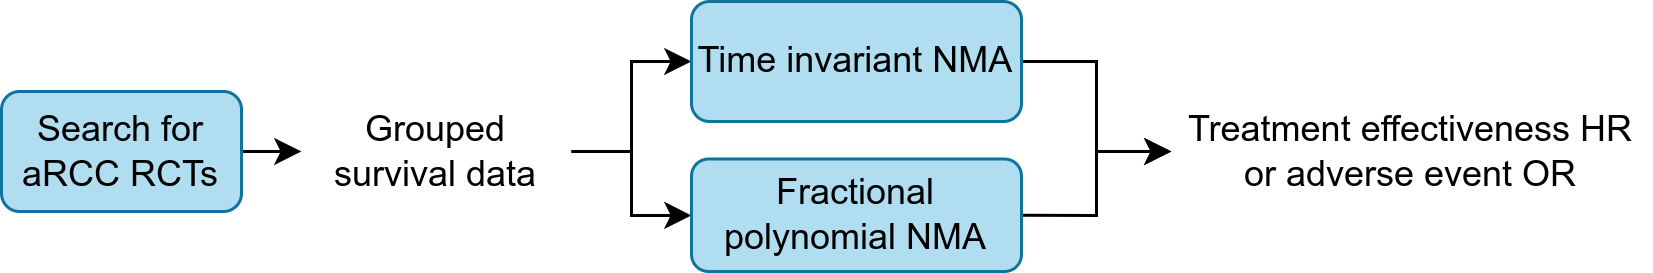 Search for
aRCC RCTs
Grouped
survival data
Time invariant NMA
Fractional
polynomial NMA
Treatment effectiveness HR
or adverse event OR